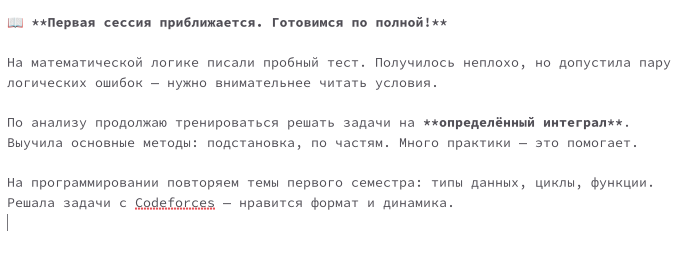 📖 **Первая сессия приближается. Готовимся по полной!**
На математической логике писали пробный тест. Получилось неплохо, но допустила пару
логических ошибок — нужно внимательнее читать условия.
По анализу продолжаю тренироваться решать задачи на **определённый интеграл**.
Выучила основные методы: подстановка, по частям. Много практики — это помогает.
На программировании повторяем темы первого семестра: типы данных, циклы, функции.
Решала задачи с Codeforces — нравится формат и динамика.